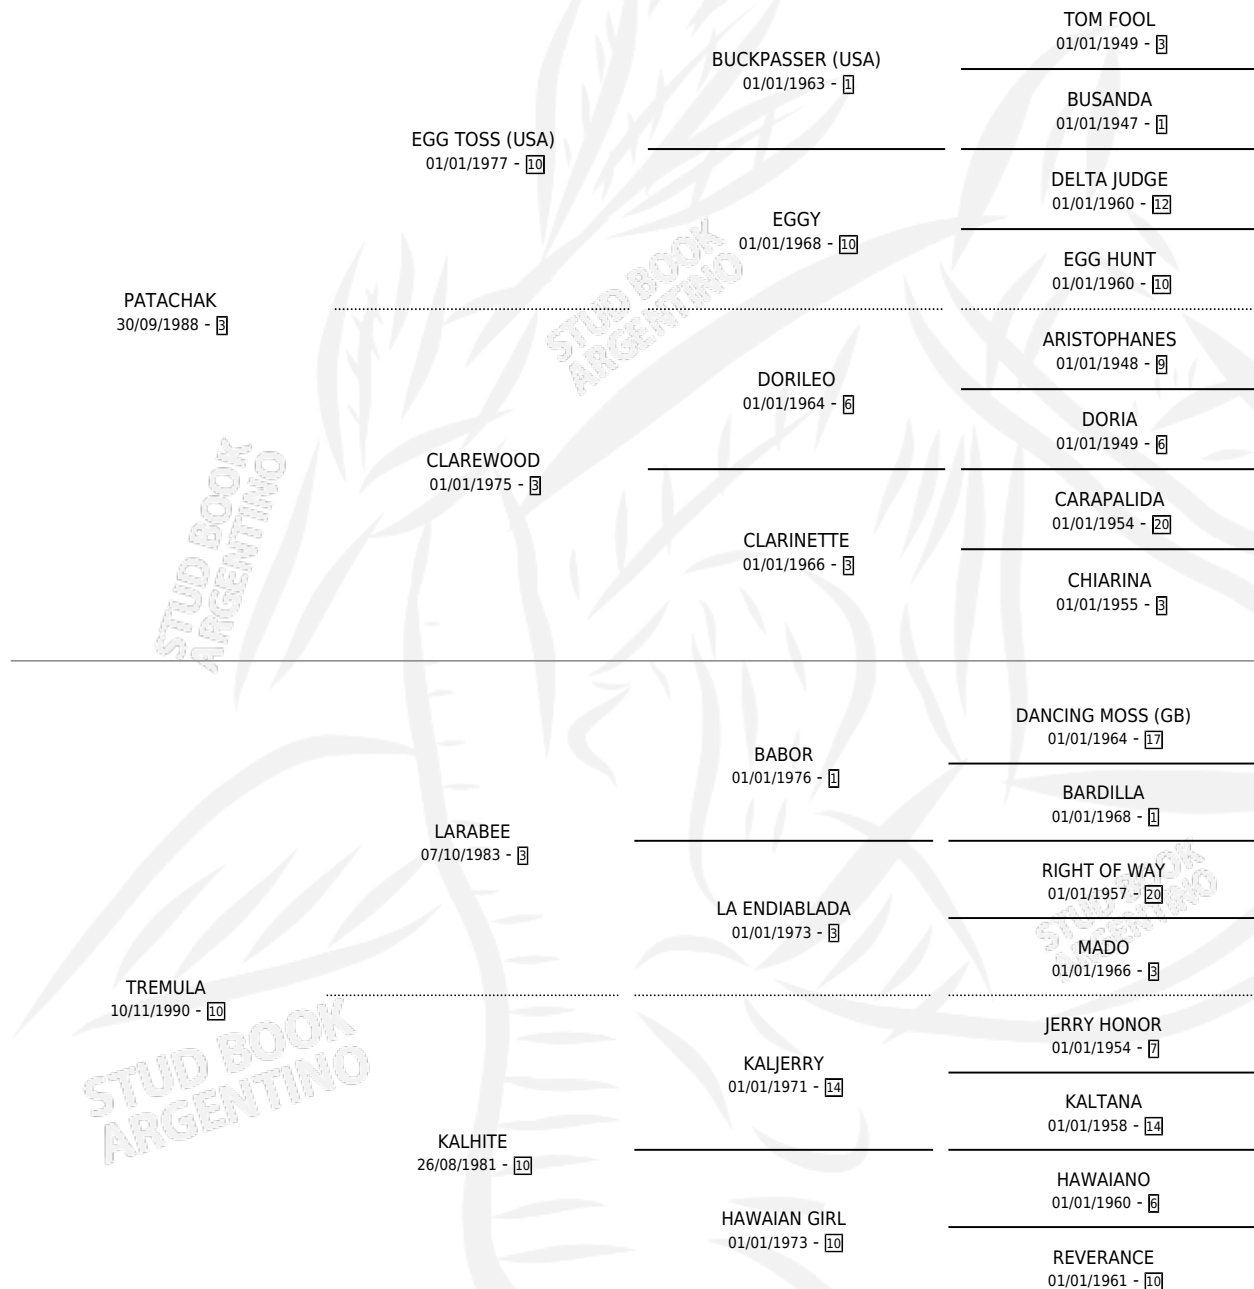 TOM FOOL
01/01/1949 - 3
BUCKPASSER (USA)
01/01/1963 - 1
BUSANDA
01/01/1947 - 1
EGG TOSS (USA)
01/01/1977 - 10
DELTA JUDGE
01/01/1960 - 12
EGGY
01/01/1968 - 10
EGG HUNT
01/01/1960 - 10
PATACHAK
30/09/1988 - 3
ARISTOPHANES
01/01/1948 - 9
DORILEO
01/01/1964 - 6
DORIA
01/01/1949 - 6
CLAREWOOD
01/01/1975 - 3
CARAPALIDA
01/01/1954 - 20
CLARINETTE
01/01/1966 - 3
CHIARINA
01/01/1955 - 3
STUD BOOK
ARGENTINO
STUD BOOK
ARGENTINO
DANCING MOSS (GB)
01/01/1964 - 17
BABOR
01/01/1976 - 1
BARDILLA
01/01/1968 - 1
LARABEE
07/10/1983 - 3
RIGHT OF WAY
01/01/1957 - 20
LA ENDIABLADA
01/01/1973 - 3
MADO
01/01/1966 - 3
TREMULA
10/11/1990 - 10
JERRY HONOR
01/01/1954 - 7
KALJERRY
01/01/1971 - 14
KALTANA
01/01/1958 - 14
KALHITE
26/08/1981 - 10
HAWAIANO
01/01/1960 - 6
HAWAIAN GIRL
01/01/1973 - 10
REVERANCE
01/01/1961 - 10
STUD BOOK
ARGENTINO
STUD BOOK
ARGENTINO